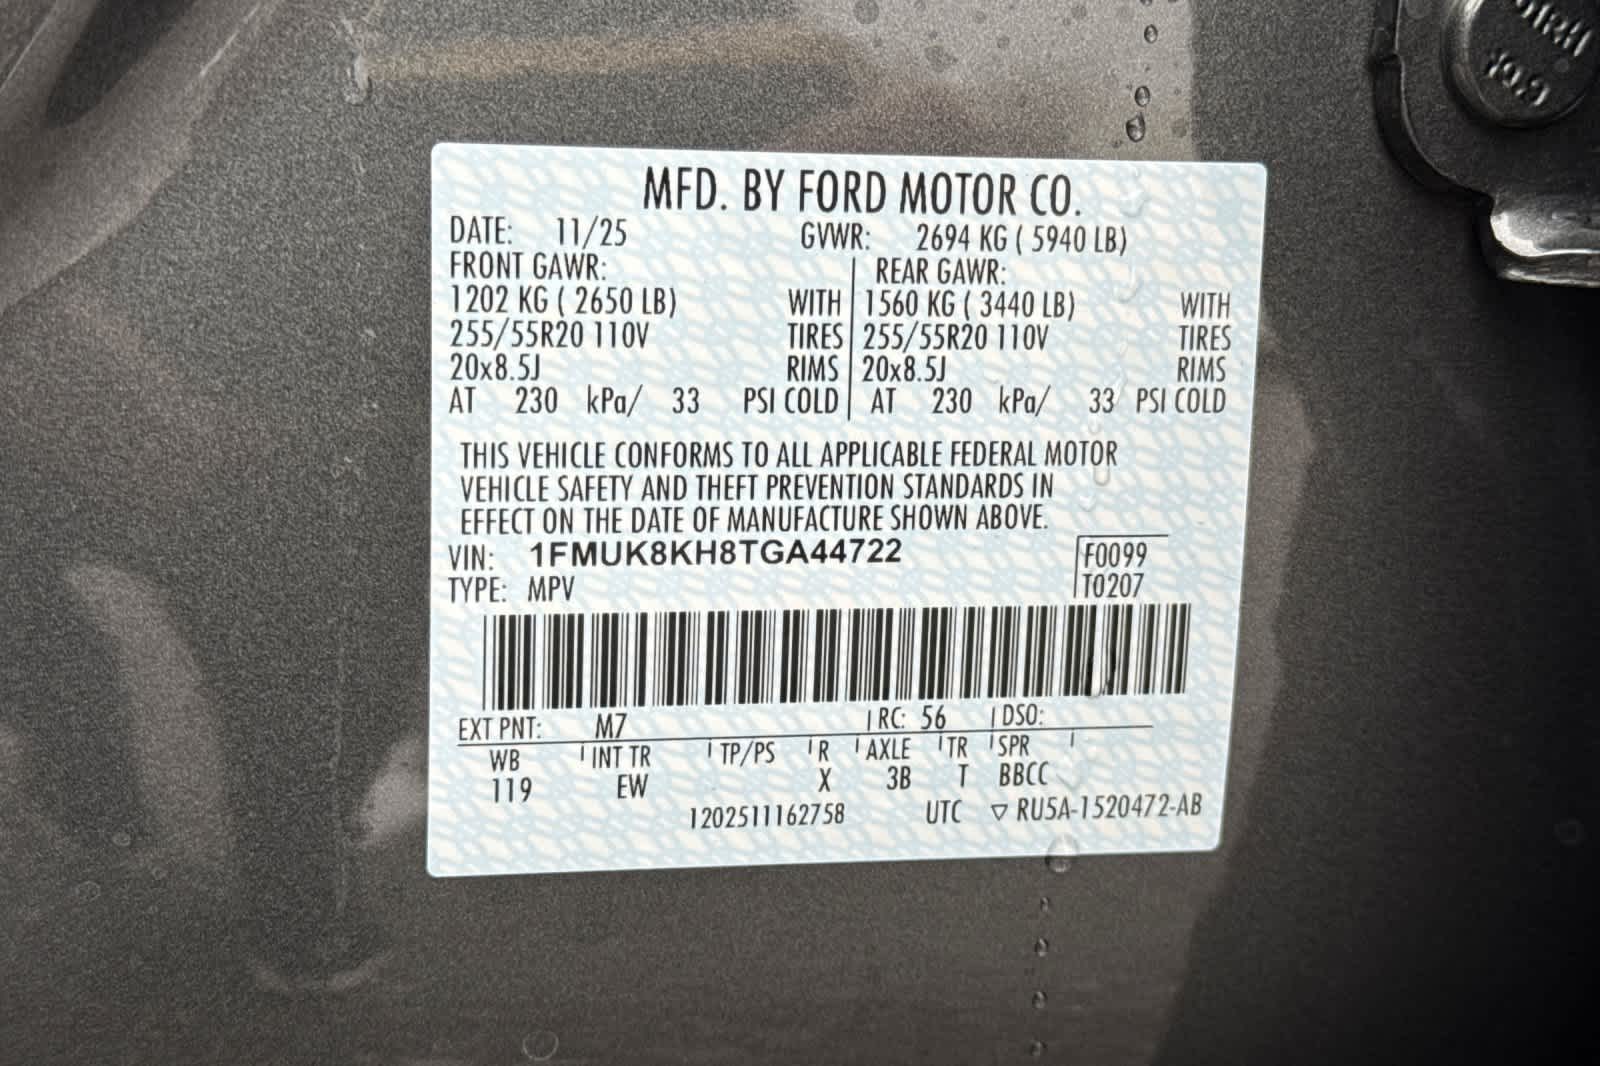 MFD. BY FORD MOTOR CO.
DATE: 11/25 GVWR: 2694 KG ( 5940 LB)
FRONT GAWR: REAR GAWR:
1202 KG ( 2650 LB) WITH 1560 KG ( 3440 LB) WITH
255/55R20 110V TIRES 255/55R20 110V TIRES
20x8.5J RIMS 20x8.5J RIMS
AT 230 kPa/ 33 PSI COLD AT 230 kPa/ 33 PSI COLD
THIS VEHICLE CONFORMS TO ALL APPLICABLE FEDERAL MOTOR
VEHICLE SAFETY AND THEFT PREVENTION STANDARDS IN
EFFECT ON THE DATE OF MANUFACTURE SHOWN ABOVE.
VIN: 1FMUK8KH8TGA44722 F0099
TYPE: MPV T0207
EXT PNT: M7 RC: 56 DSO:
WB INT TR TP/PS R AXLE TR SPR
119 EW X 3B T BBCC
1202511162758 UTC ▽ RU5A-1520472-AB